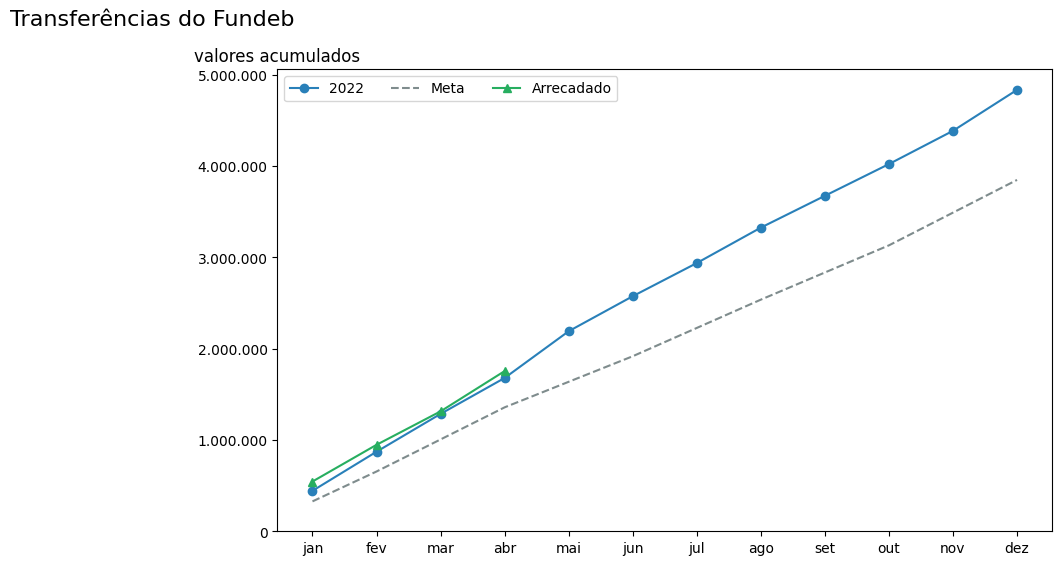 Transferências do Fundeb
valores acumulados
2022 Meta Arrecadado
5.000.000
4.000.000
3.000.000
2.000.000
1.000.000
0
jan fev mar abr mai jun jul ago set out nov dez